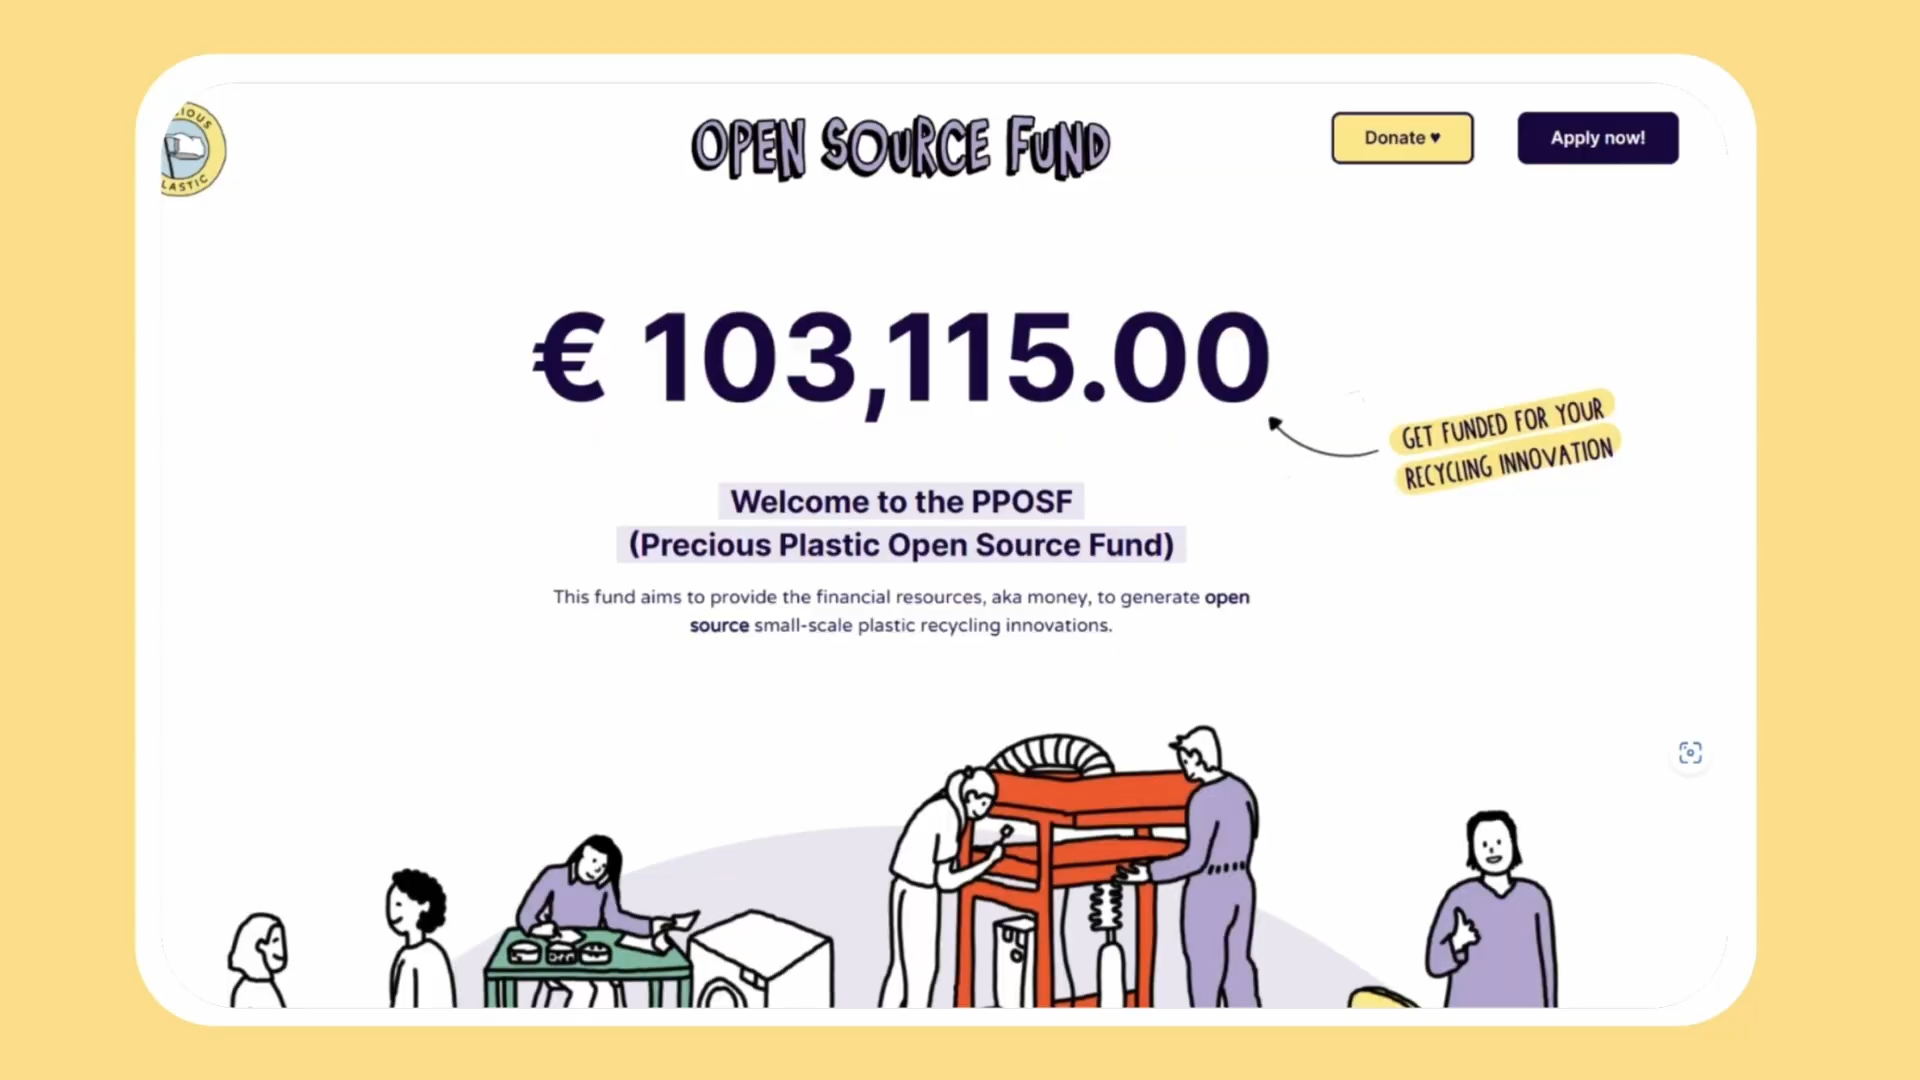 IOUS
LASTIC
OPEN SOURCE FUND
Donate ♥
Apply now!
€ 103,115.00
GET FUNDED FOR YOUR
RECYCLING INNOVATION
Welcome to the PPOSF
(Precious Plastic Open Source Fund)
This fund aims to provide the financial resources, aka money, to generate open
source small-scale plastic recycling innovations.